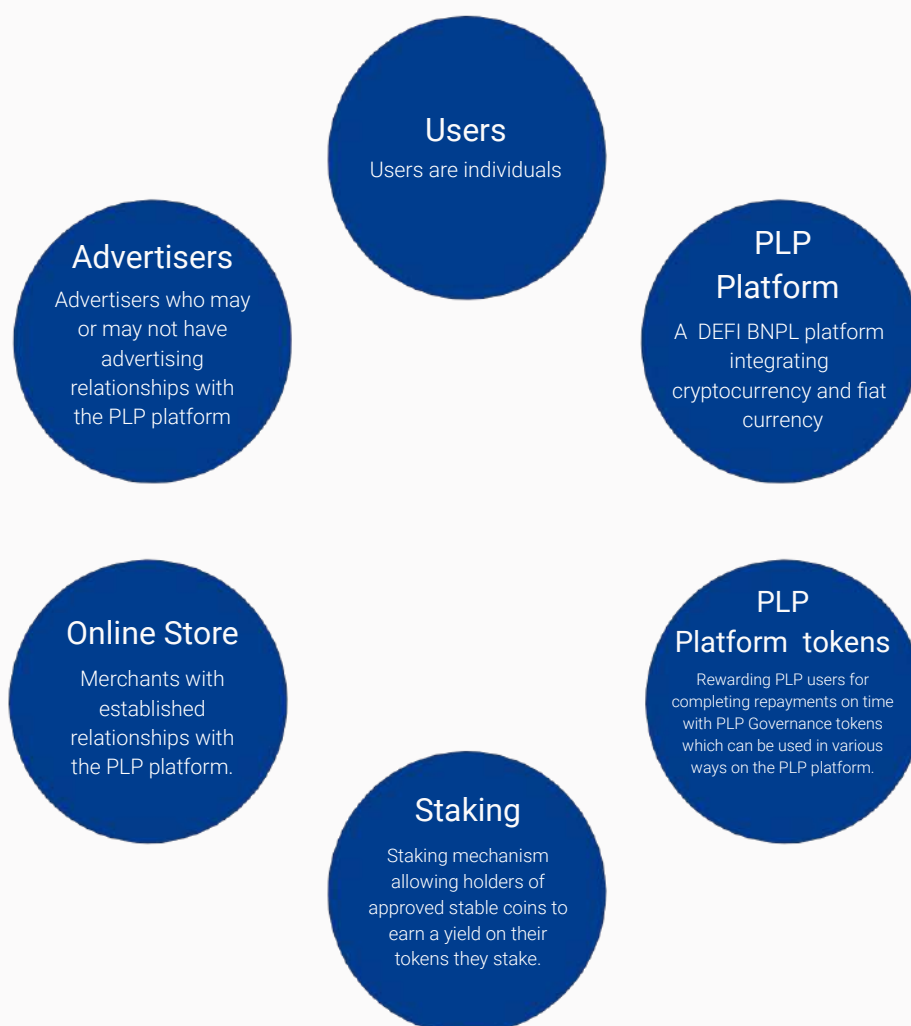 Users
Users are individuals
Advertisers
Advertisers who may
or may not have
advertising
relationships with
the PLP platform
PLP
Platform
A DEFI BNPL platform
integrating
cryptocurrency and fiat
currency
Online Store
Merchants with
established
relationships with
the PLP platform.
PLP
Platform tokens
Rewarding PLP users for
completing repayments on time
with PLP Governance tokens
which can be used in various
ways on the PLP platform.
Staking
Staking mechanism
allowing holders of
approved stable coins to
earn a yield on their
tokens they stake.